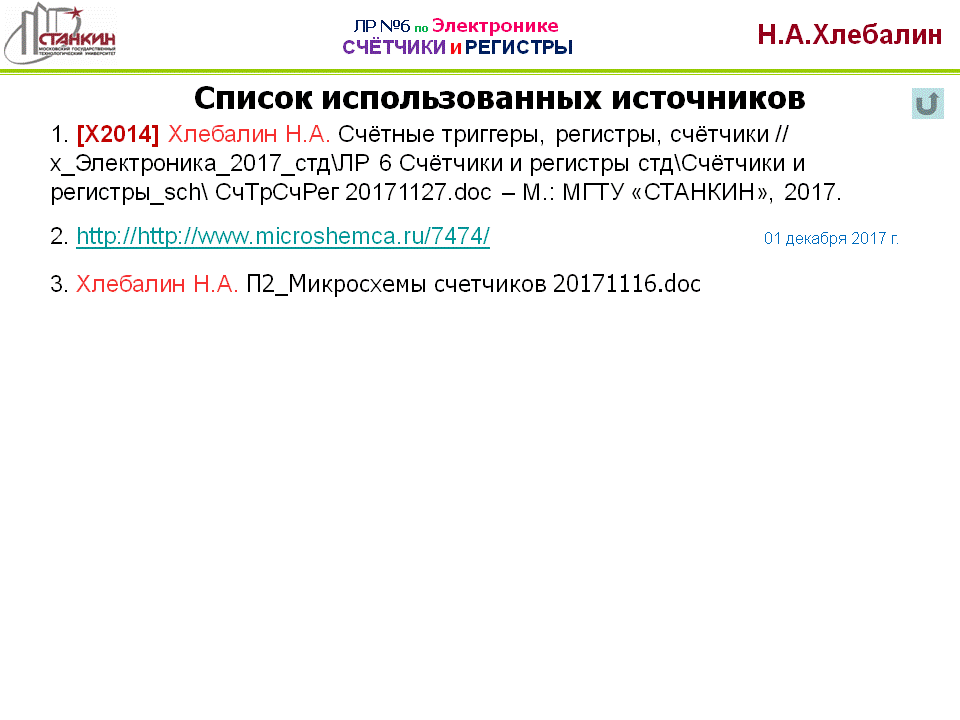 СТАНКИН
МОСКОВСКИЙ ГОСУДАРСТВЕННЫЙ
ТЕХНОЛОГИЧЕСКИЙ УНИВЕРСИТЕТ
ЛР №6 по Электронике
СЧЁТЧИКИ и РЕГИСТРЫ
Н.А.Хлебалин
Список использованных источников
1. [Х2014] Хлебалин Н.А. Счётные триггеры, регистры, счётчики //
х_Электроника_2017_стд\ЛР 6 Счётчики и регистры стд\Счётчики и
регистры_sch\ СчТрСчРег 20171127.doc – М.: МГТУ «СТАНКИН», 2017.
2. http://http://www.microshemca.ru/7474/ 01 декабря 2017 г.
3. Хлебалин Н.А. П2_Микросхемы счетчиков 20171116.doc